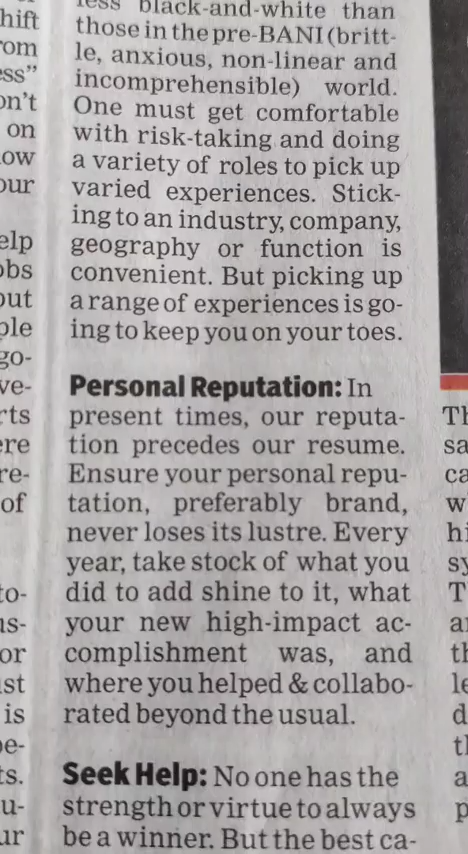 less black-and-white than
those in the pre-BANI (britt-
le, anxious, non-linear and
incomprehensible) world.
One must get comfortable
with risk-taking and doing
a variety of roles to pick up
varied experiences. Stick-
ing to an industry, company,
geography or function is
convenient. But picking up
a range of experiences is go-
ing to keep you on your toes.
Personal Reputation: In
present times, our reputa-
tion precedes our resume.
Ensure your personal repu-
tation, preferably brand,
never loses its lustre. Every
year, take stock of what you
did to add shine to it, what
your new high-impact ac-
complishment was, and
where you helped & collabo-
rated beyond the usual.
Seek Help: No one has the
strength or virtue to always
be a winner. But the best ca-